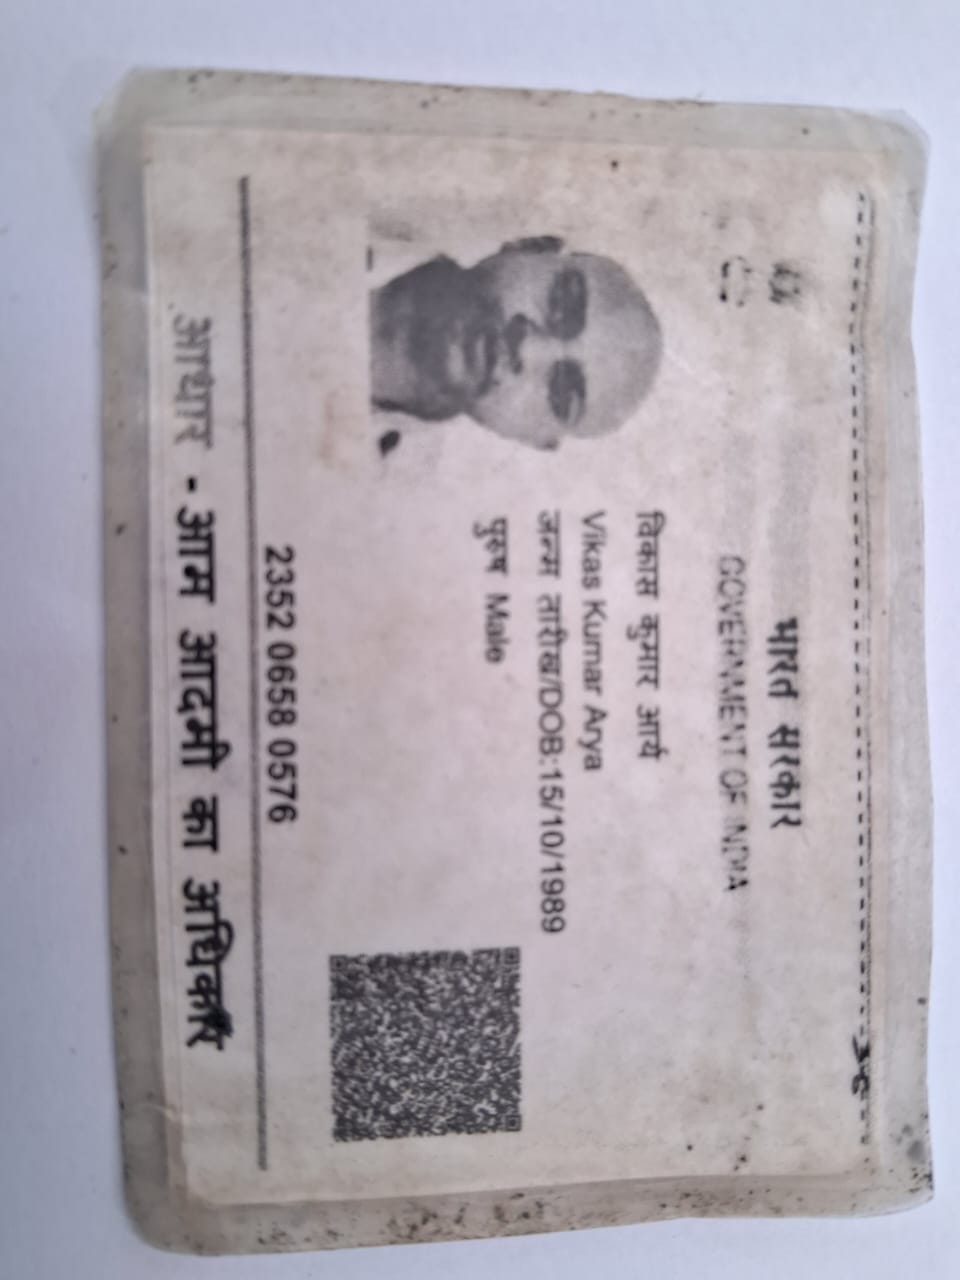 भारत सरकार
GOVERNMENT OF INDIA
विकास कुमार आर्य
Vikas Kumar Arya
जन्म तारीख/DOB:15/10/1989
पुरुष Male
2352 0658 0576
आधार - आम आदमी का अधिकार